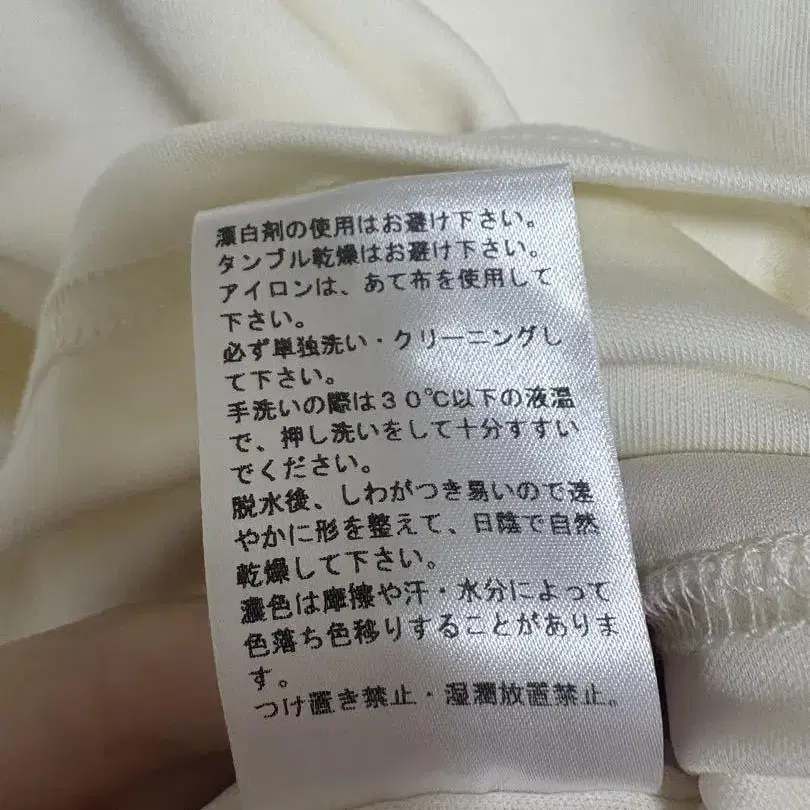 漂白剤の使用はお避け下さい。
タンブル乾燥はお避け下さい。
アイロンは、あて布を使用して
下さい。
必ず単独洗い・クリーニングし
て下さい。
手洗いの際は30℃以下の液温
で、押し洗いをして十分すすい
でください。
脱水後、しわがつき易いので速
やかに形を整えて、日陰で自然
乾燥して下さい。
濃色は摩擦や汗・水分によって
色落ち色移りすることがありま
す。
つけ置き禁止・湿潤放置禁止。